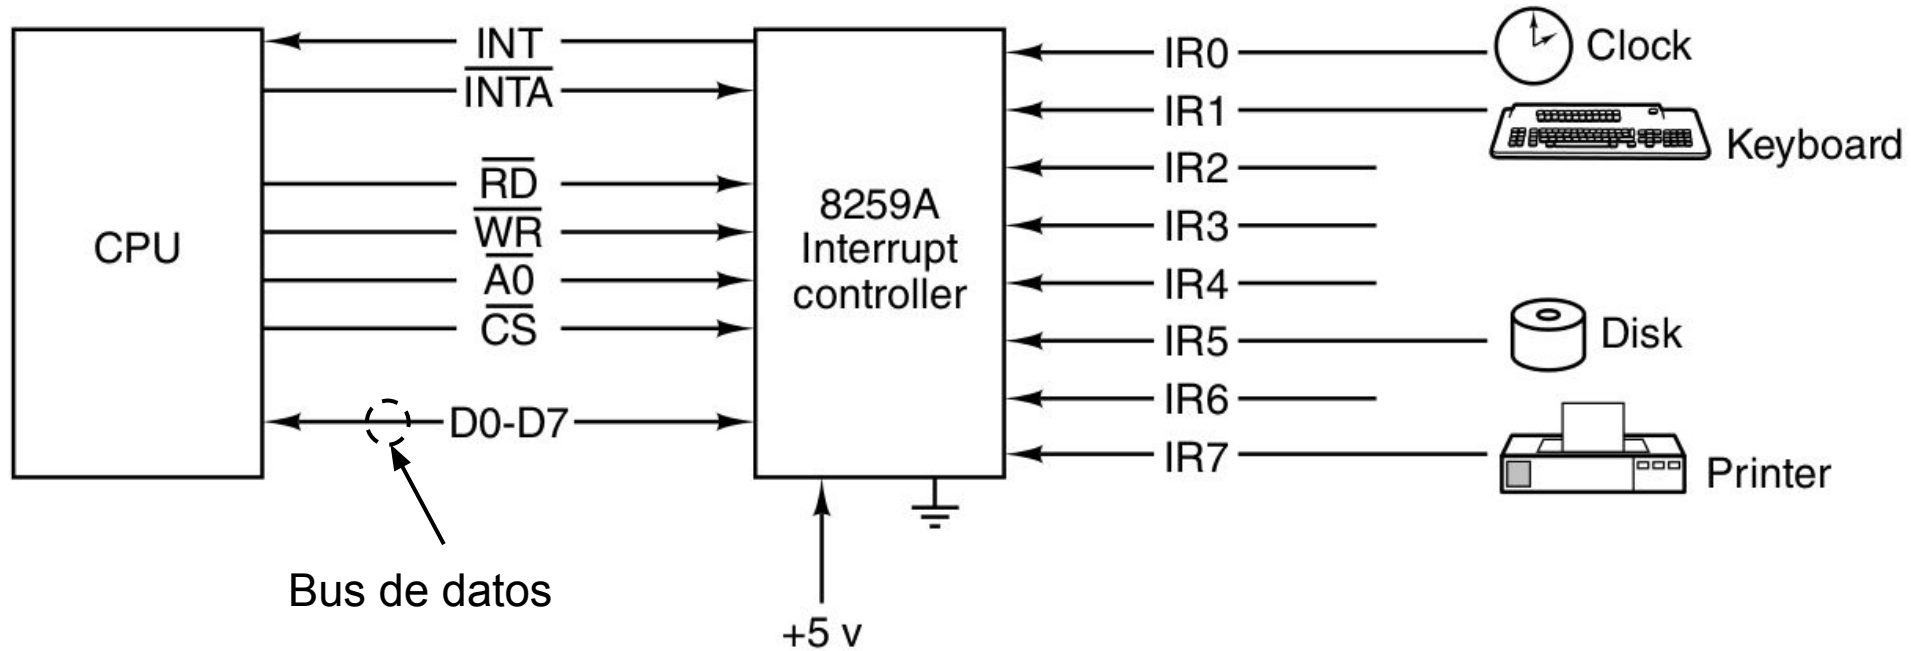 INT
INTA
RD
WR
A0
CS
D0-D7
CPU
8259A
Interrupt
controller
IR0
IR1
IR2
IR3
IR4
IR5
IR6
IR7
Clock
Keyboard
Disk
Printer
Bus de datos
+5 v